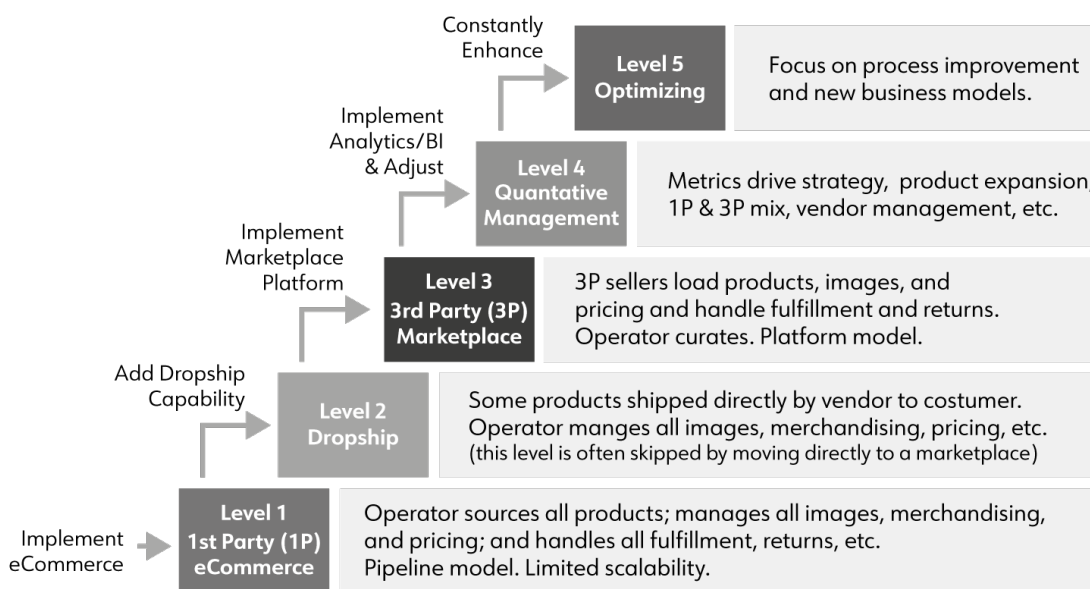 Constantly
Enhance
Level 5
Optimizing
Focus on process improvement
and new business models.
Implement
Analytics/BI
& Adjust
Level 4
Quantative
Management
Metrics drive strategy,  product expansion,
1P & 3P mix, vendor management, etc.
Implement
Marketplace
Platform
Level 3
3rd Party (3P)
Marketplace
3P sellers load products, images, and
pricing and handle fulfillment and returns.
Operator curates. Platform model.
Add Dropship
Capability
Level 2
Dropship
Some products shipped directly by vendor to costumer.
Operator manges all images, merchandising, pricing, etc.
(this level is often skipped by moving directly to a marketplace)
Implement
eCommerce
Level 1
1st Party (1P)
eCommerce
Operator sources all products; manages all images, merchandising,
and pricing; and handles all fulfillment, returns, etc.
Pipeline model. Limited scalability.